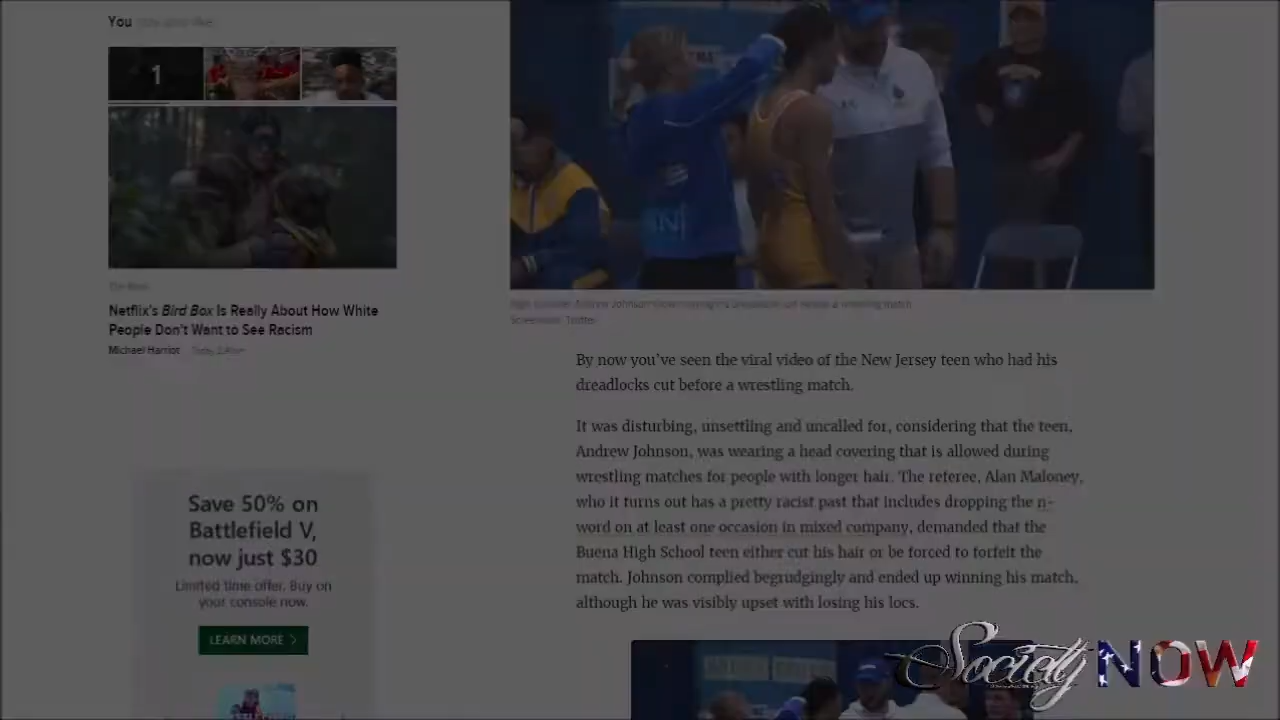 You may also like
1
The Root
Netflix's Bird Box Is Really About How White
People Don't Want to See Racism
Michael Harriot
Save 50% on
Battlefield V,
now just $30
Limited time offer. Buy on
your console now.
LEARN MORE >
Screenshot: Twitter
By now you've seen the viral video of the New Jersey teen who had his
dreadlocks cut before a wrestling match.
It was disturbing, unsettling and uncalled for, considering that the teen,
Andrew Johnson, was wearing a head covering that is allowed during
wrestling matches for people with longer hair. The referee, Alan Maloney,
who it turns out has a pretty racist past that includes dropping the n-
word on at least one occasion in mixed company, demanded that the
Buena High School teen either cut his hair or be forced to forfeit the
match. Johnson complied begrudgingly and ended up winning his match,
although he was visibly upset with losing his locs.
Society NOW